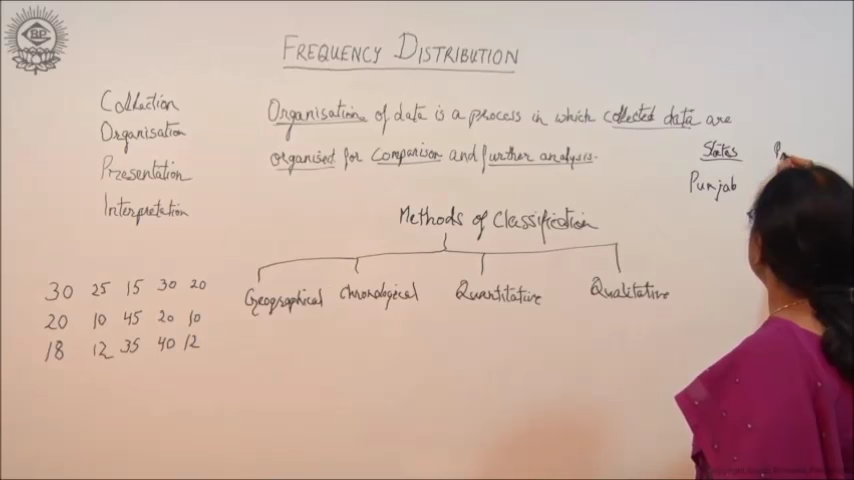 BP
FREQUENCY DISTRIBUTION
Collection
Organisation
Presentation
Interpretation
Organisation of data is a process in which collected data are
organised for comparison and further analysis.
States
Punjab
Methods of Classification
Geographical Chronological Quantitative Qualitative
30 25 15 30 20
20 10 45 20 10
18 12 35 40 12